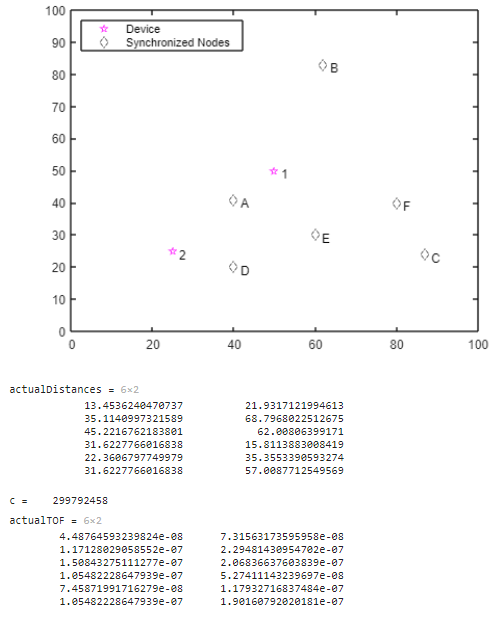 100
90
80
70
60
50
40
30
20
10
0
Device
Synchronized Nodes
B
1
A
F
E
2
C
D
0 20 40 60 80 100
actualDistances = 6×2
13.4536240470737 21.9317121994613
35.1140997321589 68.7968022512675
45.2216762183801 62.00806399171
31.6227766016838 15.8113883008419
22.3606797749979 35.3553390593274
31.6227766016838 57.0087712549569
c = 299792458
actualTOF = 6×2
4.48764593239824e-08 7.31563173595958e-08
1.17128029058552e-07 2.29481430954702e-07
1.50843275111277e-07 2.06836637603839e-07
1.05482228647939e-07 5.27411143239697e-08
7.45871991716279e-08 1.17932716837484e-07
1.05482228647939e-07 1.90160792020181e-07